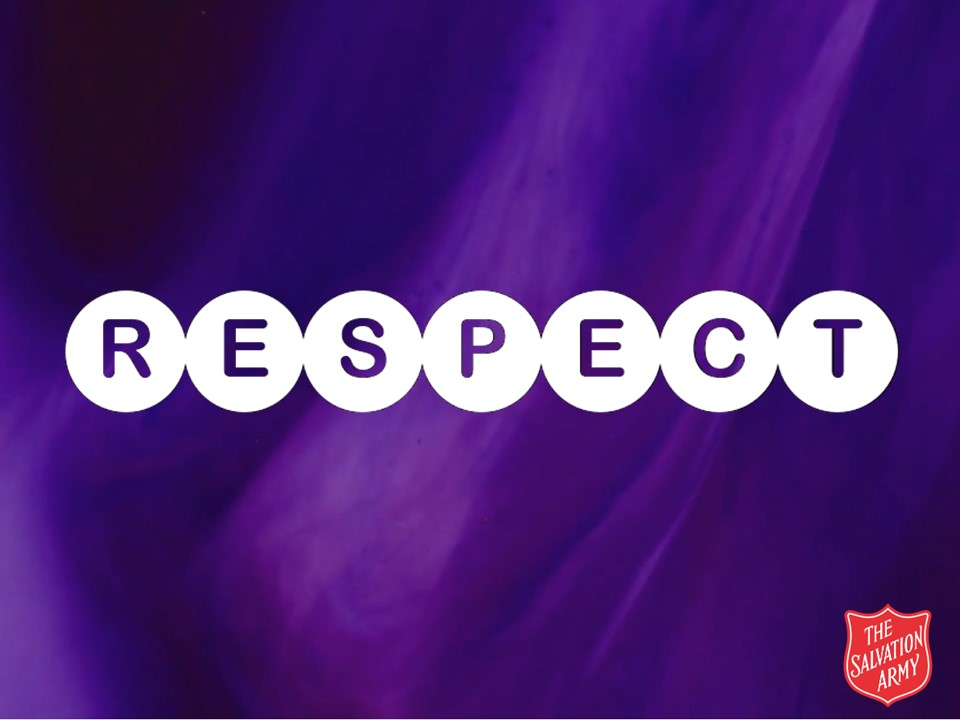 RESPECT
THE
SALVATION
ARMY